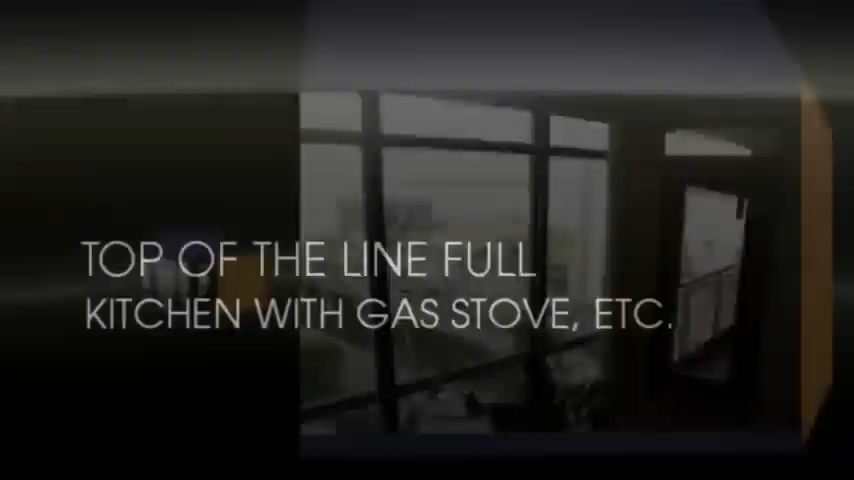 TOP OF THE LINE FULL
KITCHEN WITH GAS STOVE, ETC.